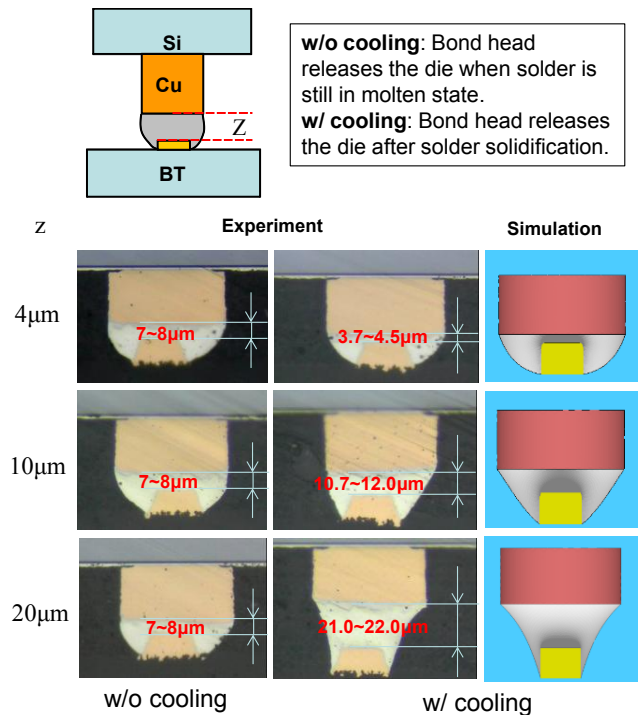 Si
Cu
Z
BT
w/o cooling: Bond head
releases the die when solder is
still in molten state.
w/ cooling: Bond head releases
the die after solder solidification.
z
Experiment
Simulation
4μm
7~8μm
3.7~4.5μm
10μm
7~8μm
10.7~12.0μm
20μm
7~8μm
21.0~22.0μm
w/o cooling
w/ cooling